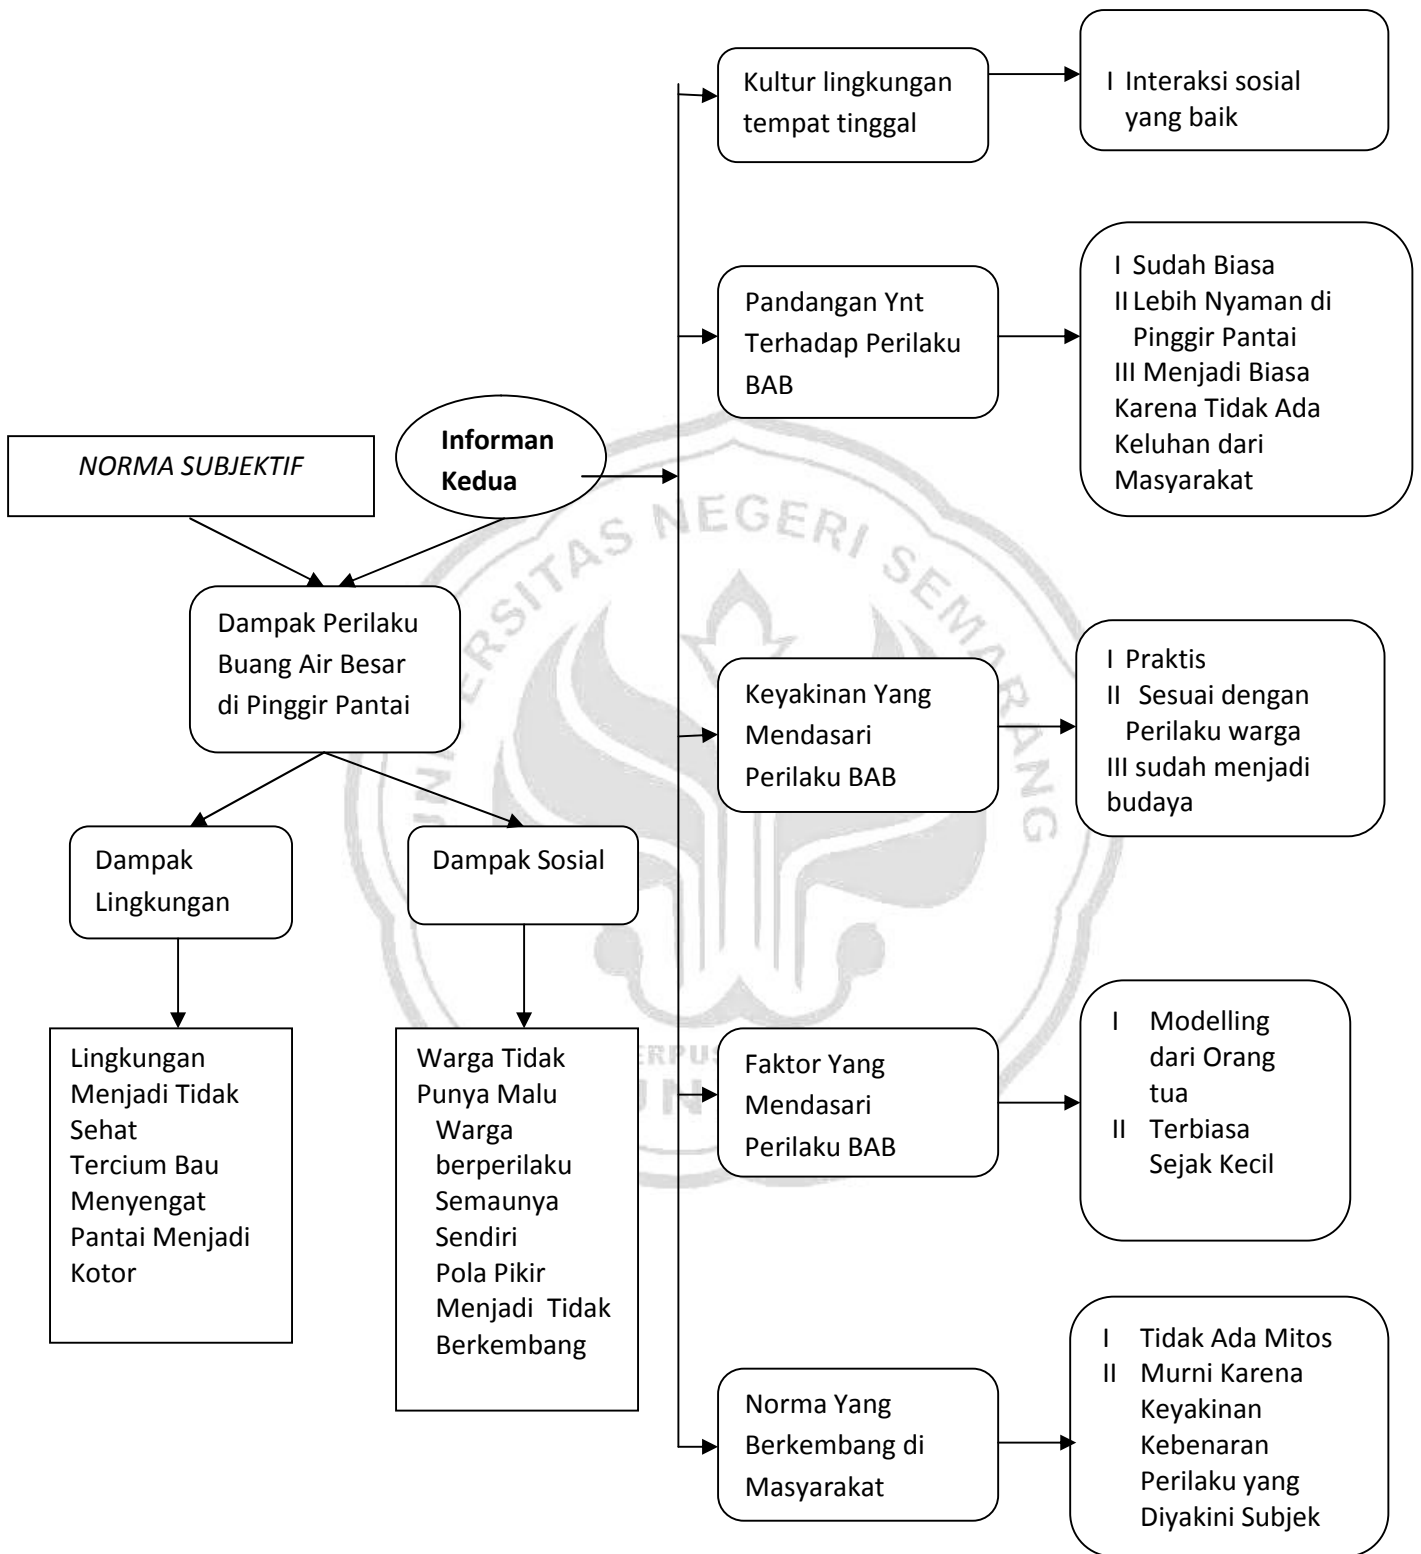 Kultur lingkungan
tempat tinggal
I Interaksi sosial
yang baik
Pandangan Ynt
Terhadap Perilaku
BAB
I Sudah Biasa
II Lebih Nyaman di
Pinggir Pantai
III Menjadi Biasa
Karena Tidak Ada
Keluhan dari
Masyarakat
NORMA SUBJEKTIF
Informan
Kedua
Dampak Perilaku
Buang Air Besar
di Pinggir Pantai
Keyakinan Yang
Mendasari
Perilaku BAB
I Praktis
II Sesuai dengan
Perilaku warga
III sudah menjadi
budaya
Dampak
Lingkungan
Dampak Sosial
Lingkungan
Menjadi Tidak
Sehat
Tercium Bau
Menyengat
Pantai Menjadi
Kotor
Warga Tidak
Punya Malu
Warga
berperilaku
Semaunya
Sendiri
Pola Pikir
Menjadi Tidak
Berkembang
Faktor Yang
Mendasari
Perilaku BAB
I Modelling
dari Orang
tua
II Terbiasa
Sejak Kecil
Norma Yang
Berkembang di
Masyarakat
I Tidak Ada Mitos
II Murni Karena
Keyakinan
Kebenaran
Perilaku yang
Diyakini Subjek
UNIVERSITAS NEGERI SEMARANG